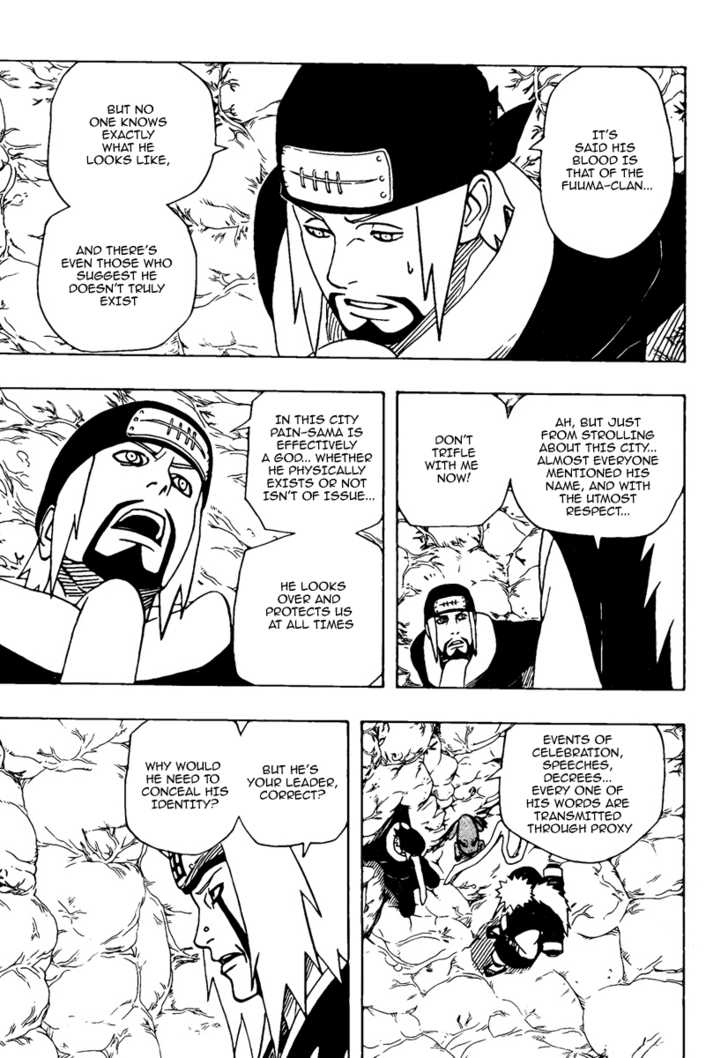 IT'S
SAID HIS
BLOOD IS
THAT OF THE
FUUMA-CLAN...
BUT NO
ONE KNOWS
EXACTLY
WHAT HE
LOOKS LIKE,
AND THERE'S
EVEN THOSE WHO
SUGGEST HE
DOESN'T TRULY
EXIST
AH, BUT JUST
FROM STROLLING
ABOUT THIS CITY...
ALMOST EVERYONE
MENTIONED HIS
NAME, AND WITH
THE UTMOST
RESPECT...
DON'T
TRIFLE
WITH ME
NOW!
IN THIS CITY
PAIN-SAMA IS
EFFECTIVELY
A GOD... WHETHER
HE PHYSICALLY
EXISTS OR NOT
ISN'T OF ISSUE...
HE LOOKS
OVER AND
PROTECTS US
AT ALL TIMES
EVENTS OF
CELEBRATION,
SPEECHES,
DECREES...
EVERY ONE OF
HIS WORDS ARE
TRANSMITTED
THROUGH PROXY
BUT HE'S
YOUR LEADER,
CORRECT?
WHY WOULD
HE NEED TO
CONCEAL HIS
IDENTITY?